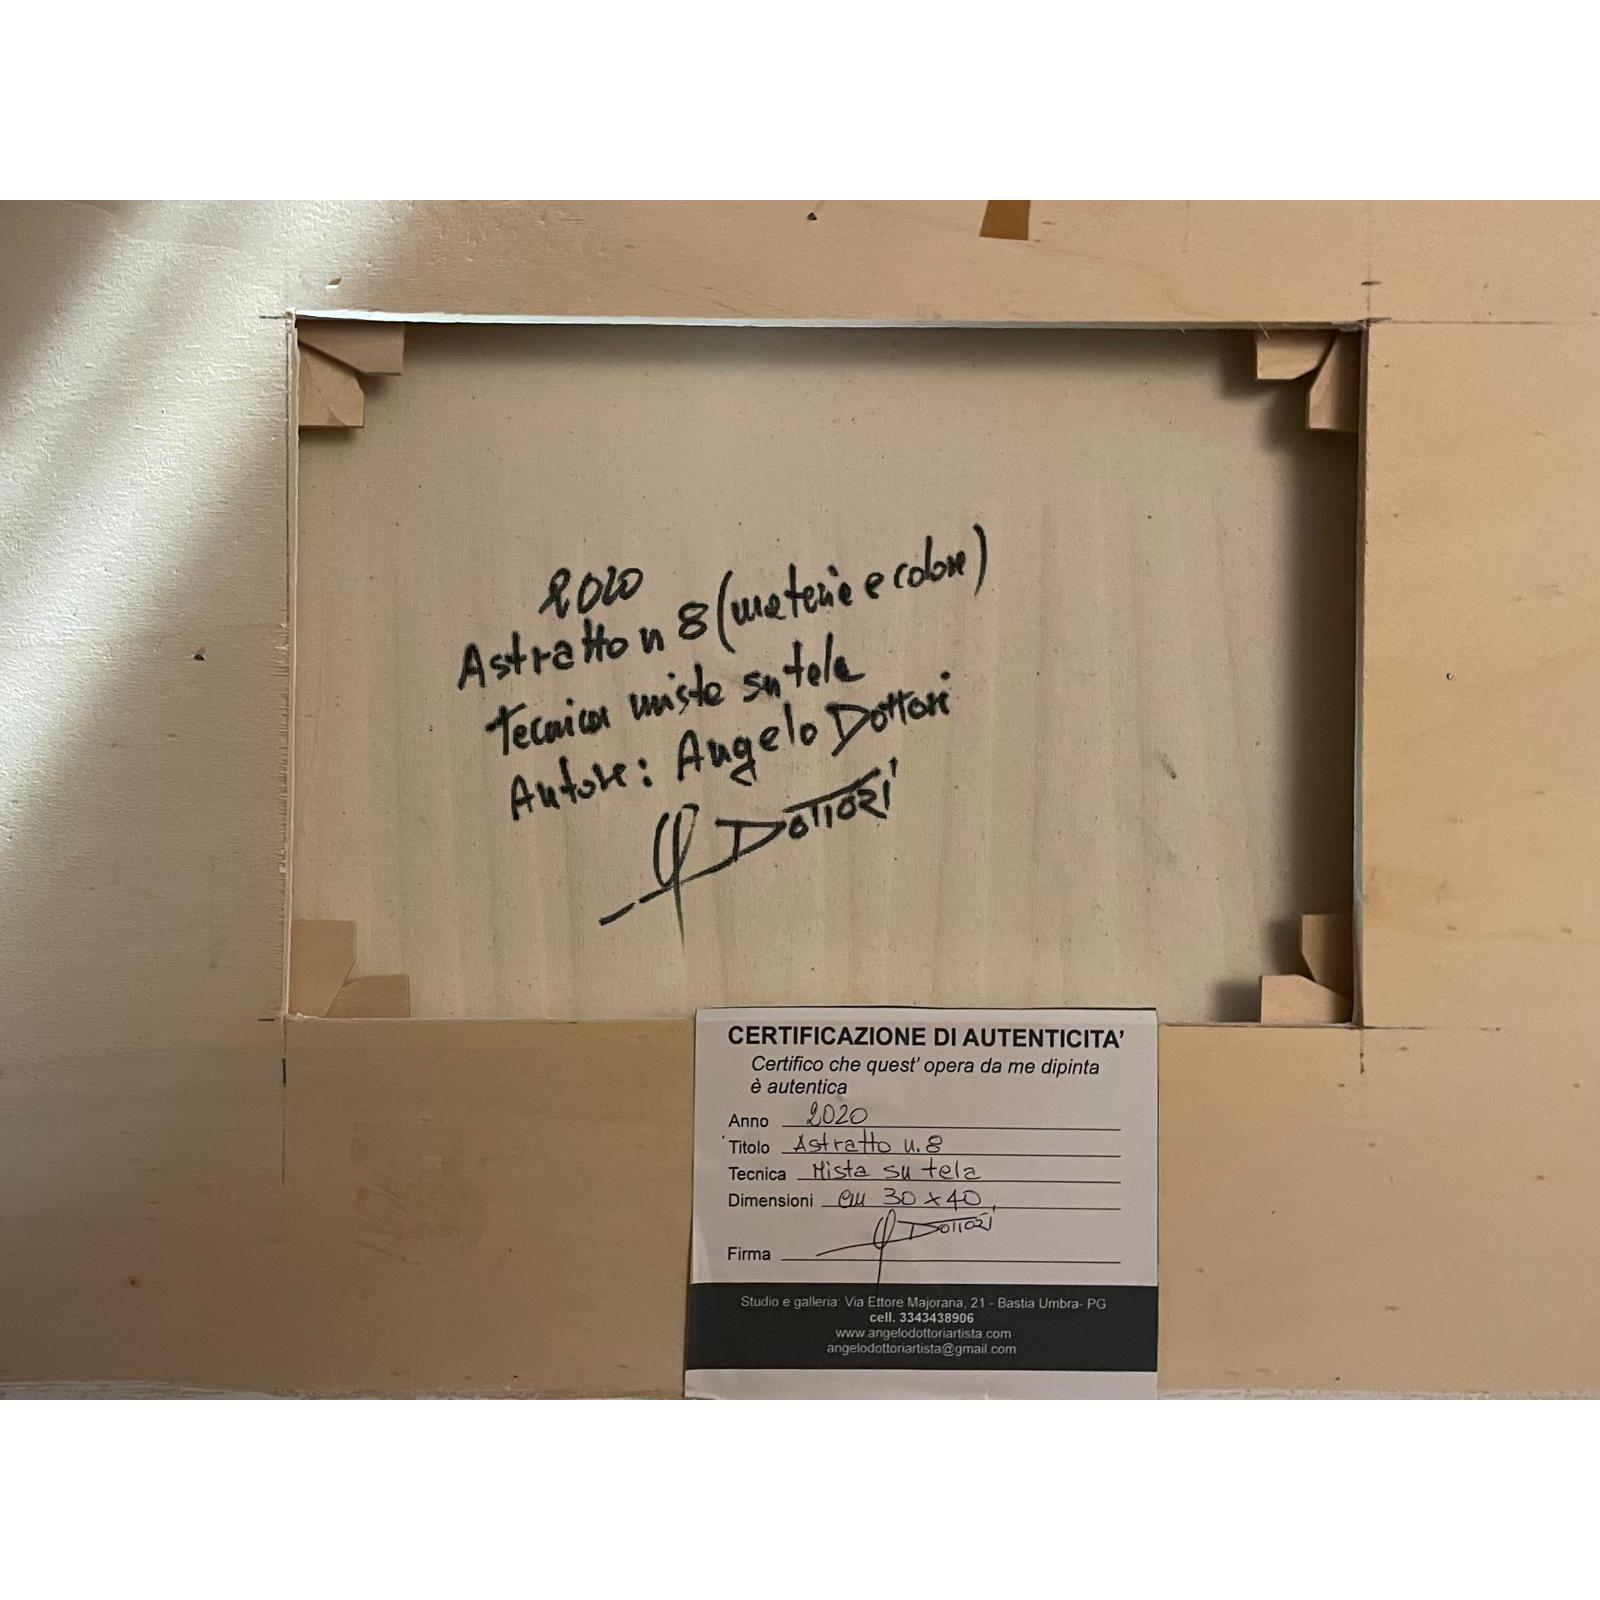 2020
Astratto n 8 (materia e colore)
Tecnica mista su tela
Autore: Angelo Dottori
A Dottori
CERTIFICAZIONE DI AUTENTICITA'
Certifico che quest' opera da me dipinta
è autentica
Anno 2020
Titolo Astratto n. 8
Tecnica Mista su tela
Dimensioni cm 30 x 40
A Dottori
Firma
Studio e galleria: Via Ettore Majorana, 21 - Bastia Umbra- PG
cell. 3343438906
www.angelodottoriartista.com
angelodottoriartista@gmail.com